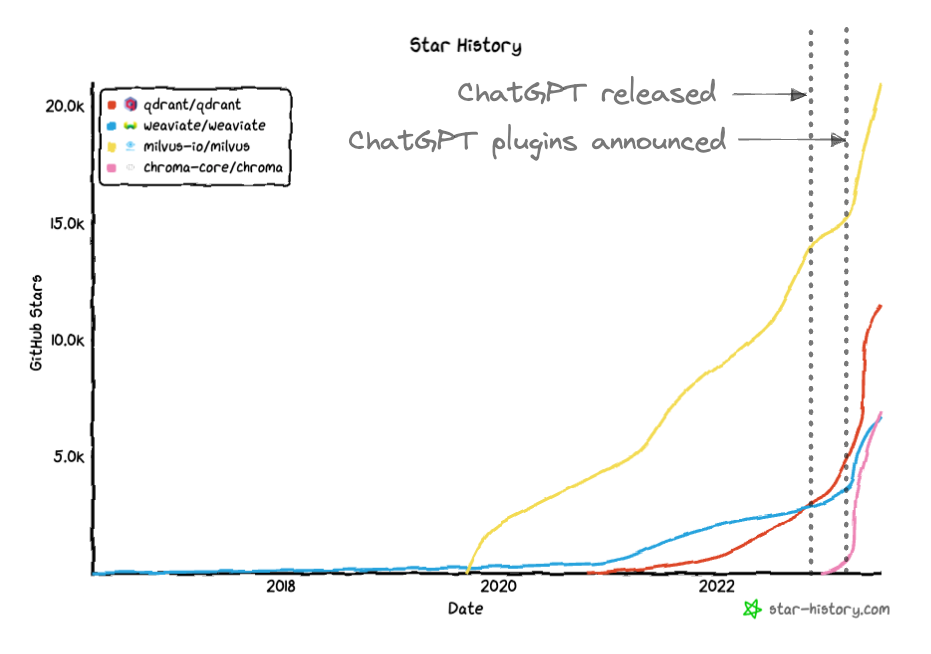 Star History
ChatGPT released
ChatGPT plugins announced
qdrant/qdrant
weaviate/weaviate
milvus-io/milvus
chroma-core/chroma
GitHub Stars
20.0k
15.0k
10.0k
5.0k
2018
2020
2022
Date
star-history.com